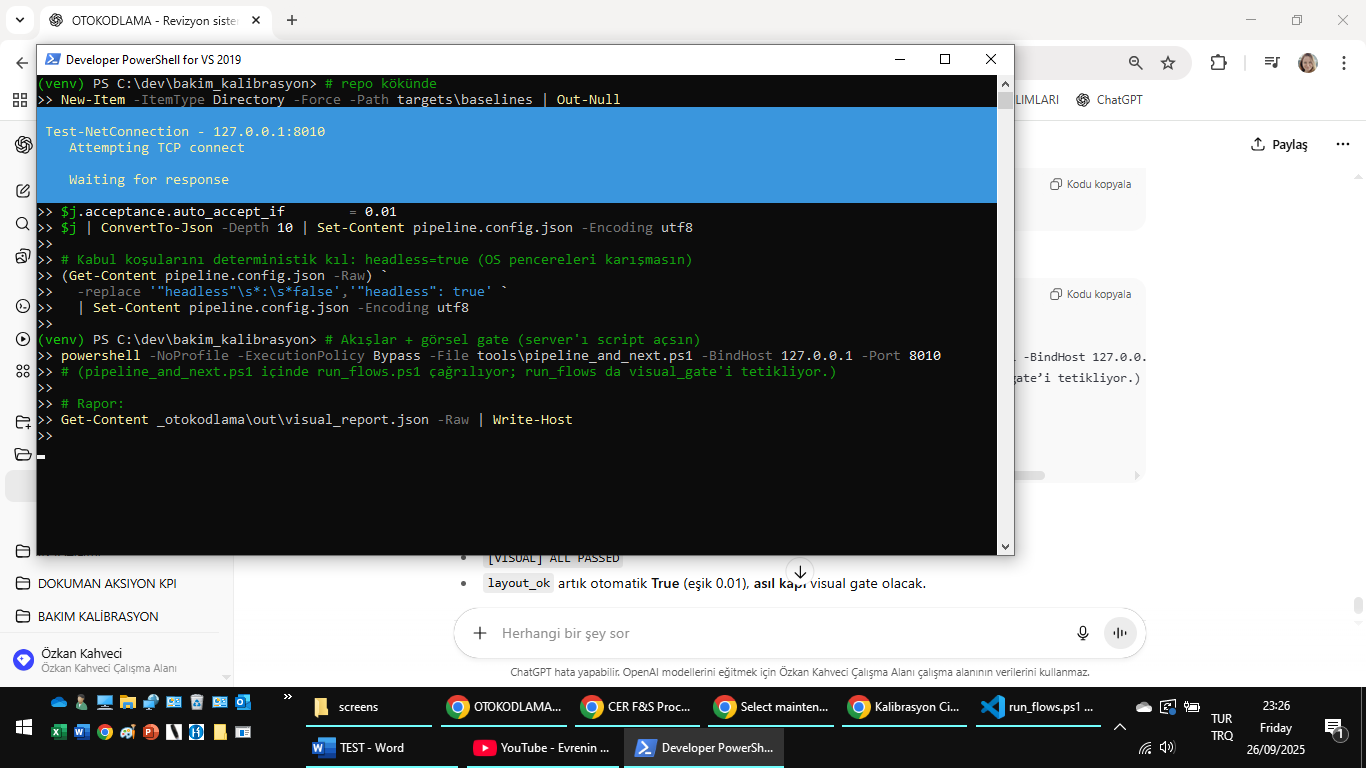 OTOKODLAMA - Revizyon siste
Developer PowerShell for VS 2019
(venv) PS C:\dev\bakim_kalibrasyon> # repo kökünde
>> New-Item -ItemType Directory -Force -Path targets\baselines | Out-Null
Test-NetConnection - 127.0.0.1:8010
Attempting TCP connect
Waiting for response
>> $j.acceptance.auto_accept_if = 0.01
>> $j | ConvertTo-Json -Depth 10 | Set-Content pipeline.config.json -Encoding utf8
>>
>> # Kabul koşularını deterministik kıl: headless=true (OS pencereleri karışmasın)
>> (Get-Content pipeline.config.json -Raw) `
>> -replace '"headless"\s*:\s*false','"headless": true' `
>> | Set-Content pipeline.config.json -Encoding utf8
>>
(venv) PS C:\dev\bakim_kalibrasyon> # Akışlar + görsel gate (server'ı script açsın)
>> powershell -NoProfile -ExecutionPolicy Bypass -File tools\pipeline_and_next.ps1 -BindHost 127.0.0.1 -Port 8010
>> # (pipeline_and_next.ps1 içinde run_flows.ps1 çağrılıyor; run_flows da visual_gate'i tetikliyor.)
>>
>> # Rapor:
>> Get-Content _otokodlama\out\visual_report.json -Raw | Write-Host
>>
LIMLARI
ChatGPT
Paylaş
Kodu kopyala
Kodu kopyala
-BindHost 127.0.0.
gate’i tetikliyor.)
[VISUAL] ALL PASSED
layout_ok artık otomatik True (eşik 0.01), asıl kapı visual gate olacak.
DOKUMAN AKSIYON KPI
BAKIM KALİBRASYON
Özkan Kahveci
Özkan Kahveci Çalışma Alanı
Herhangi bir şey sor
ChatGPT hata yapabilir. OpenAI modellerini eğitmek için Özkan Kahveci Çalışma Alanı çalışma alanının verilerini kullanmaz.
screens
OTOKODLAMA...
CER F&S Proc...
Select mainten...
Kalibrasyon Ci...
run_flows.ps1 ...
TEST - Word
YouTube - Evrenin ...
Developer PowerSh...
TUR
TRQ
23:26
Friday
26/09/2025
1